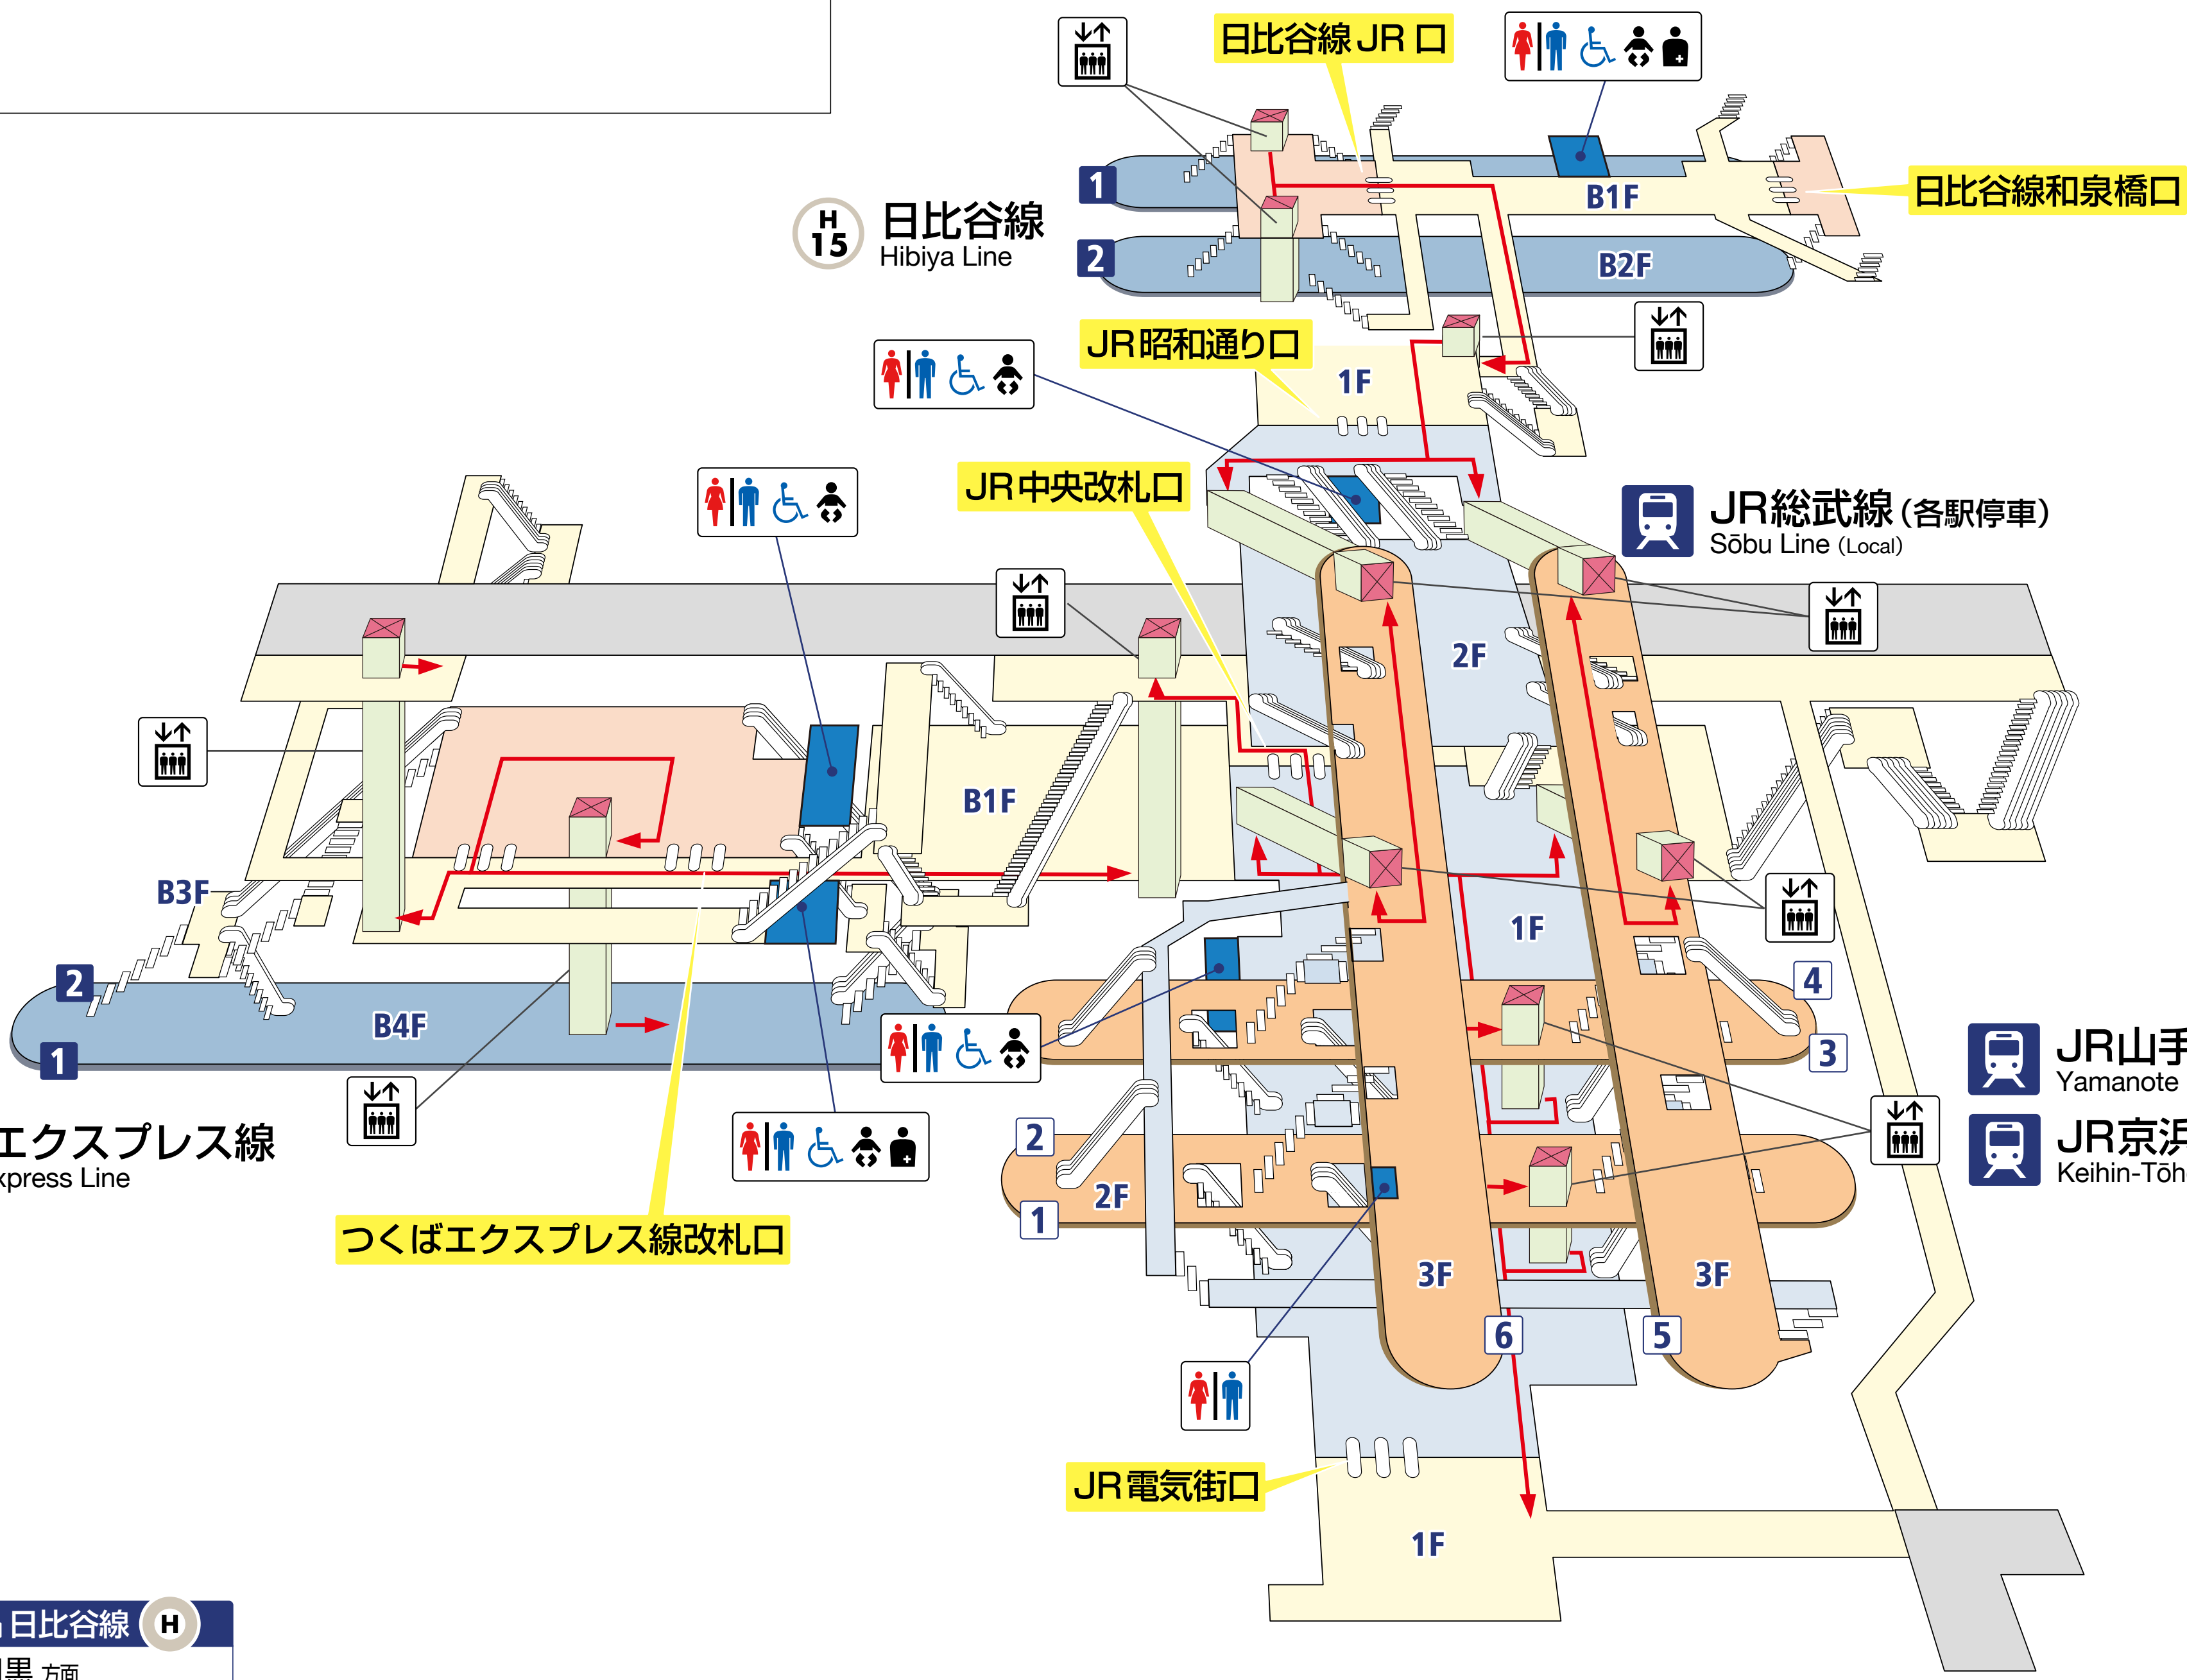 日比谷線 JR 口
1
B1F
日比谷線和泉橋口
H
15
日比谷線
Hibiya Line
2
B2F
JR昭和通り口
1F
JR中央改札口
JR総武線(各駅停車)
Sōbu Line (Local)
2F
B1F
B3F
1F
2
B4F
1
4
3
JR山手
Yamanote
JR京浜
Keihin-Tōh
エクスプレス線
xpress Line
2
2F
1
つくばエクスプレス線改札口
3F
3F
6
5
JR電気街口
1F
日比谷線 H
黒 方面